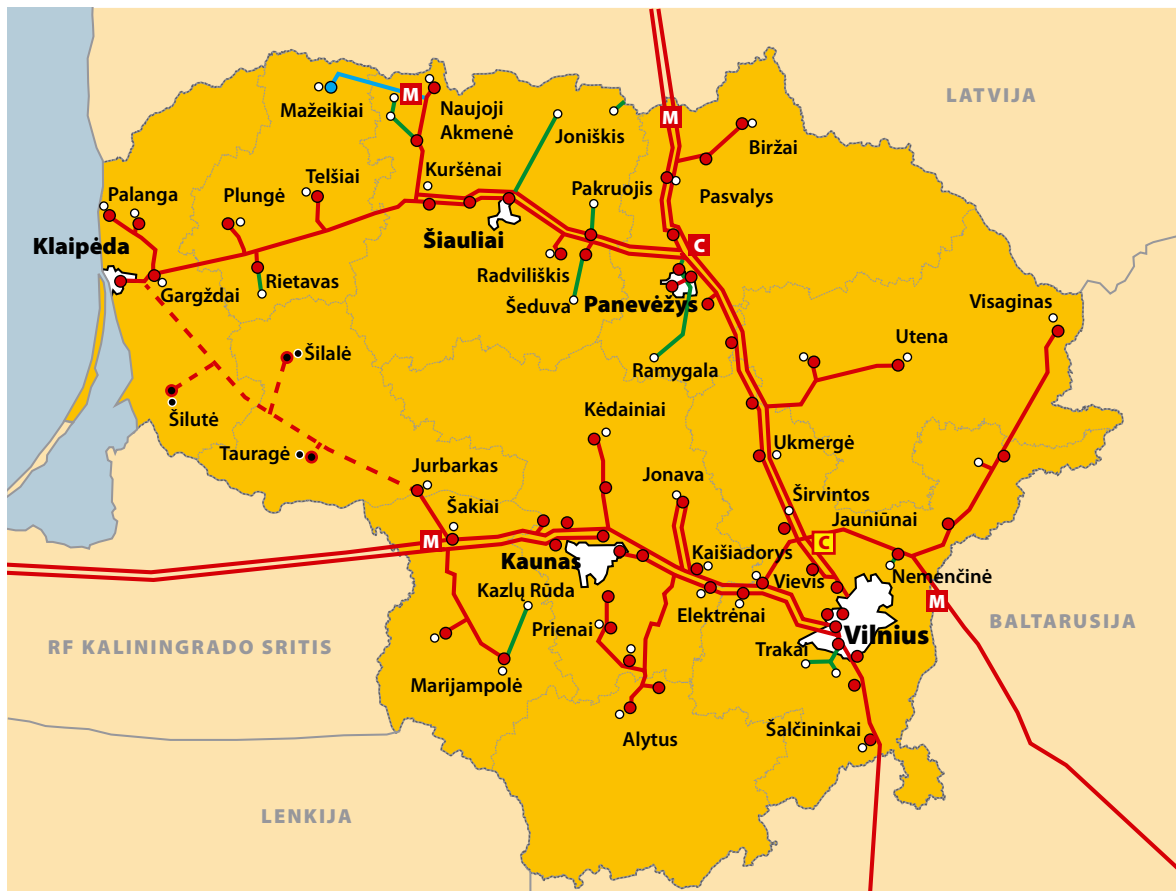 LATVIJA
M
Mažeikiai
Naujoji
Akmenė
Joniškis
M
Biržai
Kuršėnai
Telšiai
Palanga
Plungė
Pakruojis
Pasvalys
Klaipėda
Šiauliai
C
Radviliškis
Gargždai
Rietavas
Šeduva
Panevėžys
Visaginas
Utena
Ramygala
Šilalė
Šilutė
Kėdainiai
Ukmergė
Tauragė
Jurbarkas
Jonava
Šakiai
Širvintos
Jauniūnai
M
C
Kaunas
Kaišiadorys
Vievis
Nemenčinė
Kazlų Rūda
Elektrėnai
M
Prienai
Vilnius
BALTARUSIJA
RF KALININGRADO SRITIS
Trakai
Marijampolė
Alytus
Šalčininkai
LENKIJA